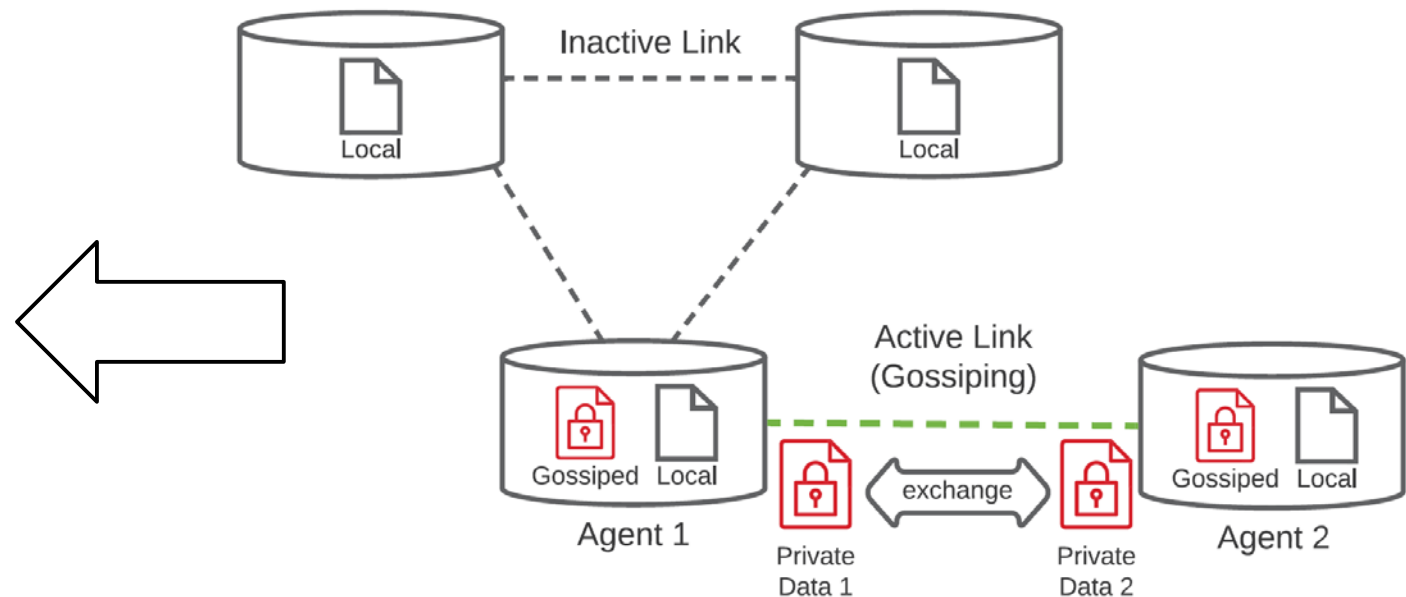 Inactive Link
Local
Local
Active Link
(Gossiping)
Gossiped Local
exchange
Gossiped Local
Agent 1
Agent 2
Private
Data 1
Private
Data 2